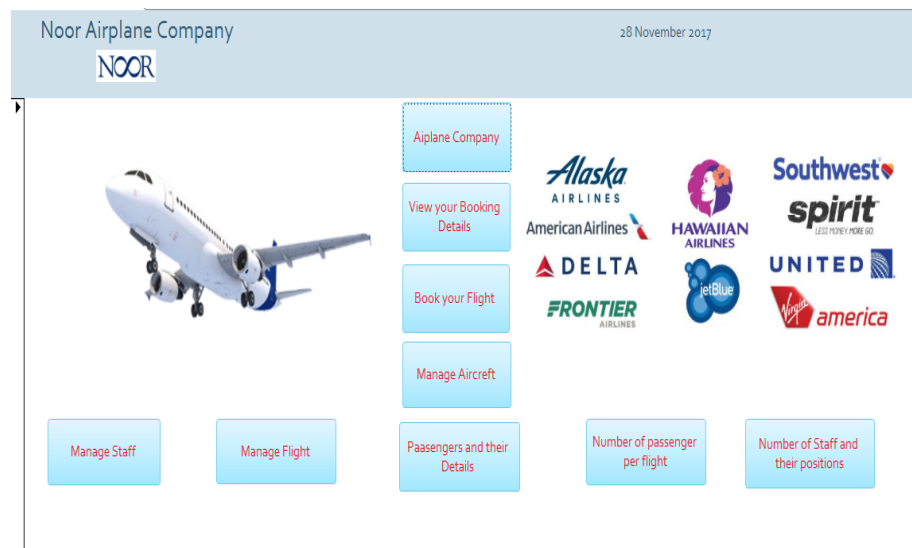 Noor Airplane Company
28 November 2017
NOOR
Aiplane Company
View your Booking
Details
Book your Flight
Manage Aircreft
Alaska
AIRLINES
American Airlines
DELTA
FRONTIER
AIRLINES
HAWAIIAN
AIRLINES
jetBlue
Southwest
spirit
LESS MONEY. MORE GO.
UNITED
Virgin
america
Manage Staff
Manage Flight
Paasengers and their
Details
Number of passenger
per flight
Number of Staff and
their positions